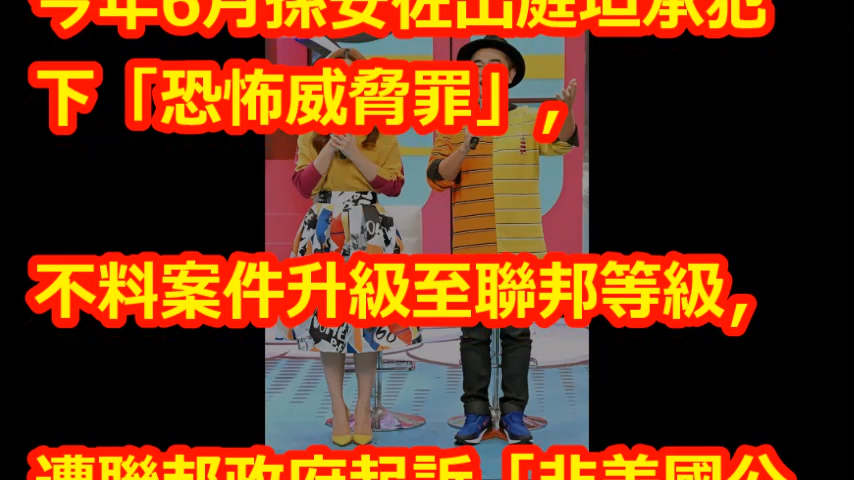 今年6月孫安佐出庭坦承犯
下「恐怖威脅罪」,
不料案件升級至聯邦等級,
遭聯邦政府起訴「非美國公